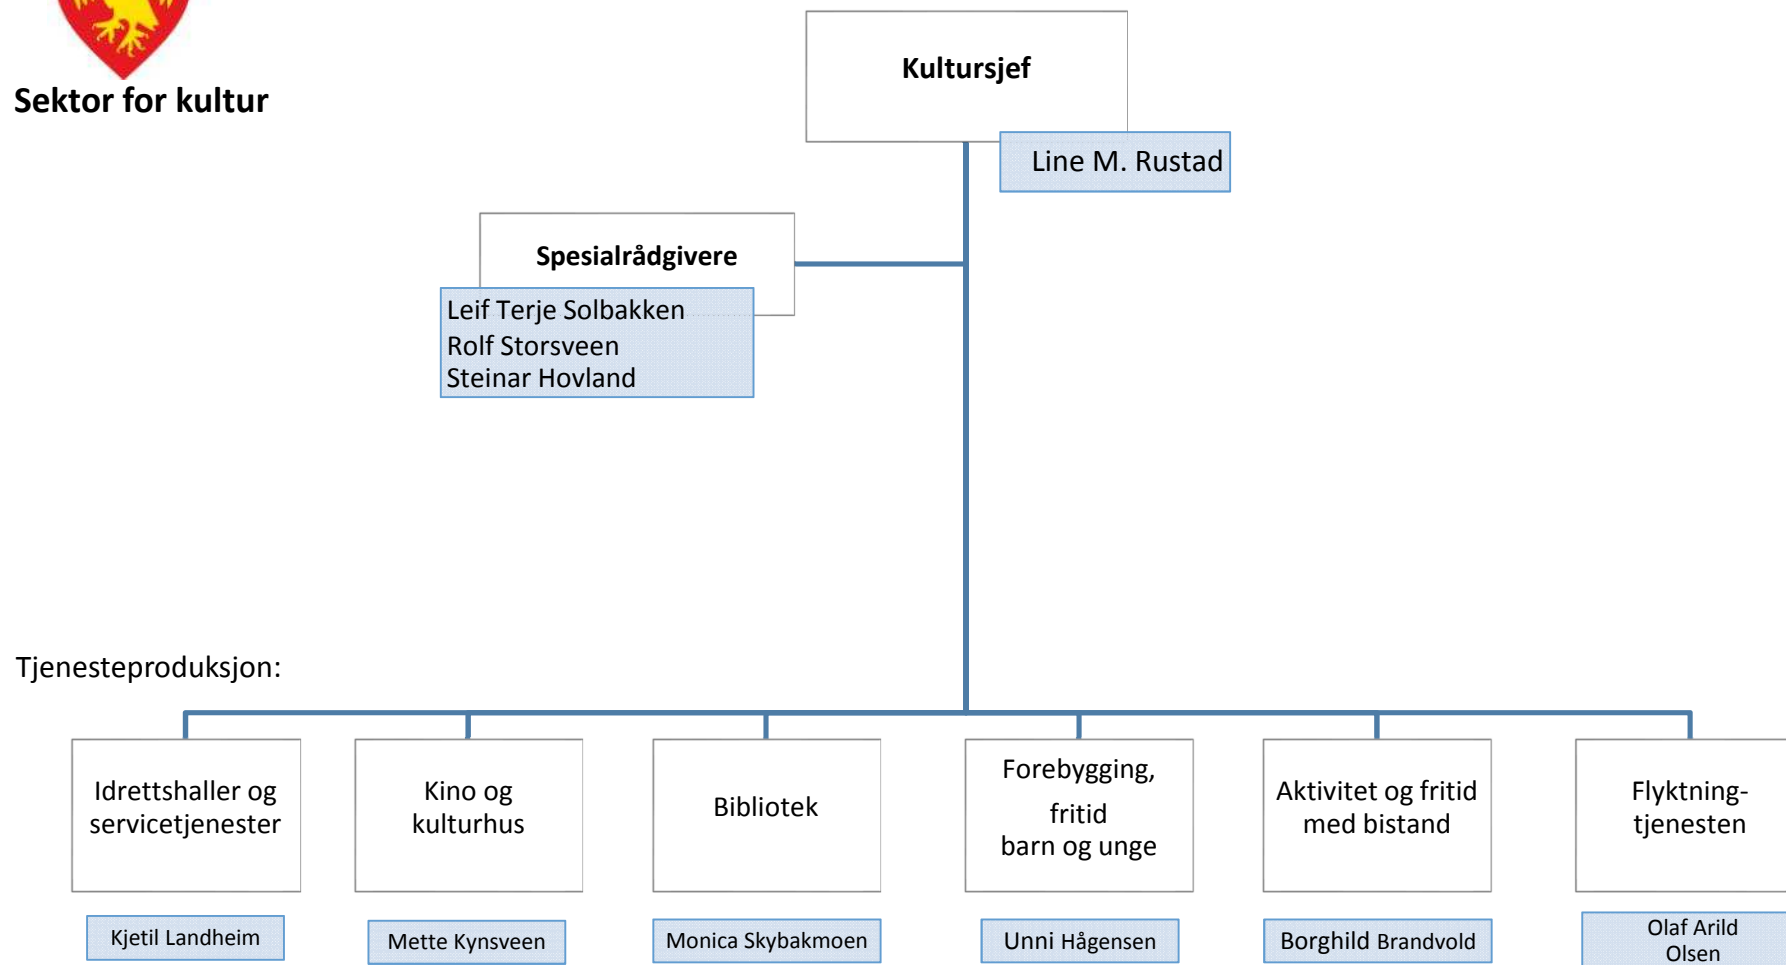 Sektor for kultur
Kultursjef
Line M. Rustad
Spesialrådgivere
Leif Terje Solbakken
Rolf Storsveen
Steinar Hovland
Tjenesteproduksjon:
Idrettshaller og
servicetjenester
Kjetil Landheim
Kino og
kulturhus
Mette Kynsveen
Bibliotek
Monica Skybakmoen
Forebygging,
fritid
barn og unge
Unni Hågensen
Aktivitet og fritid
med bistand
Borghild Brandvold
Flyktning-
tjenesten
Olaf Arild
Olsen